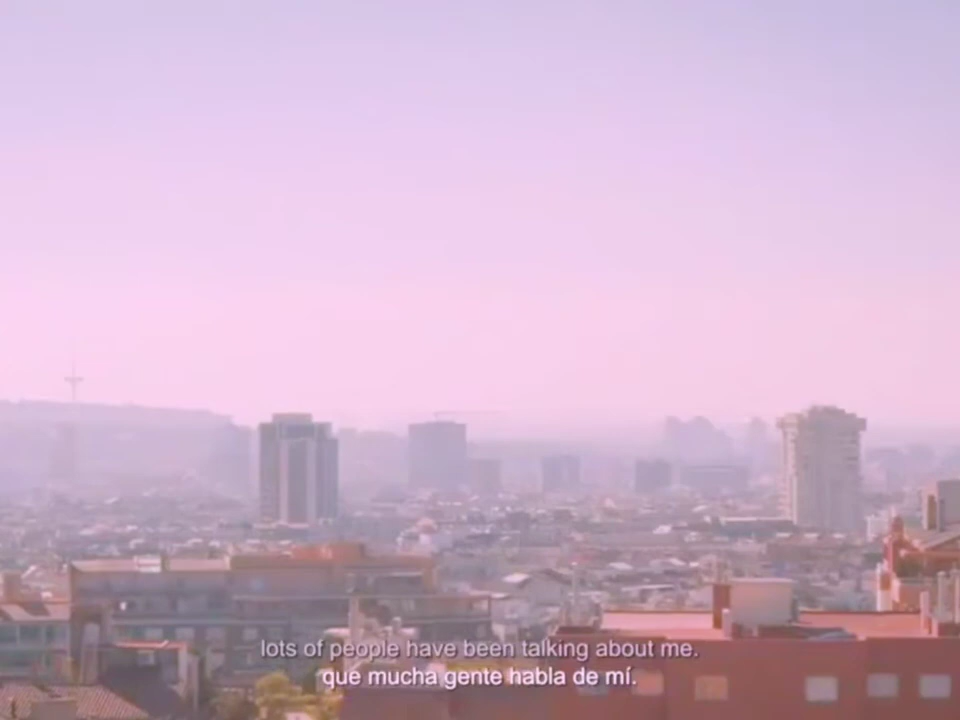 lots of people have been talking about me.
que mucha gente habla de mí.